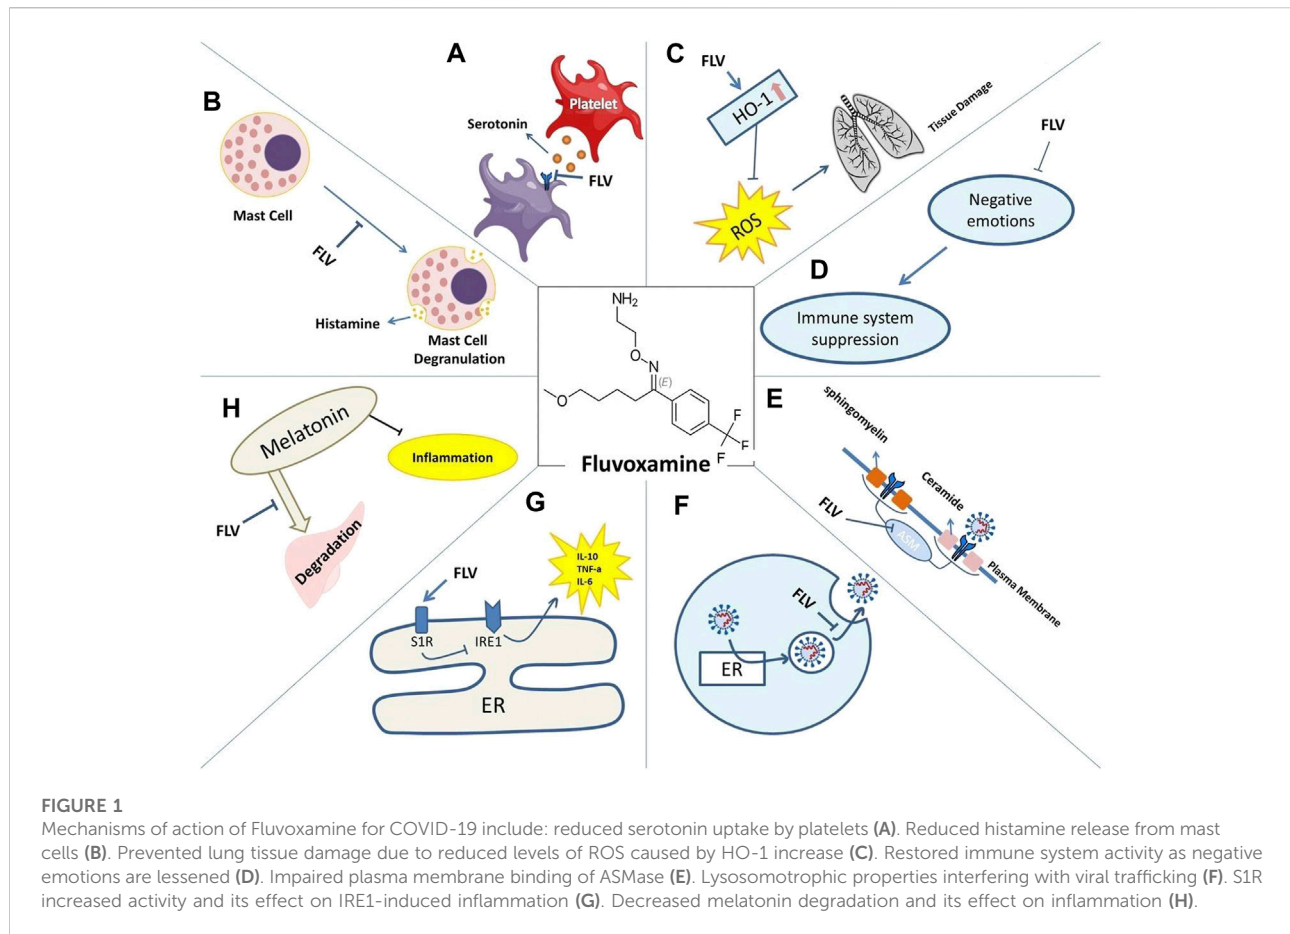 A
Platelet
Serotonin
FLV
B
Mast Cell
FLV
Histamine
Mast Cell
Degranulation
C
FLV
HO-1
ROS
Tissue Damage
D
FLV
Negative
emotions
Immune system
suppression
NH2
O
N
(E)
O
F
F
F
Fluvoxamine
E
sphingomyelin
Ceramide
FLV
ASM
Plasma Membrane
F
FLV
ER
G
FLV
S1R
IRE1
IL-10
TNF-a
IL-6
ER
H
Melatonin
Inflammation
FLV
Degradation
FIGURE 1
Mechanisms of action of Fluvoxamine for COVID-19 include: reduced serotonin uptake by platelets (A). Reduced histamine release from mast
cells (B). Prevented lung tissue damage due to reduced levels of ROS caused by HO-1 increase (C). Restored immune system activity as negative
emotions are lessened (D). Impaired plasma membrane binding of ASMase (E). Lysosomotrophic properties interfering with viral trafficking (F). S1R
increased activity and its effect on IRE1-induced inflammation (G). Decreased melatonin degradation and its effect on inflammation (H).